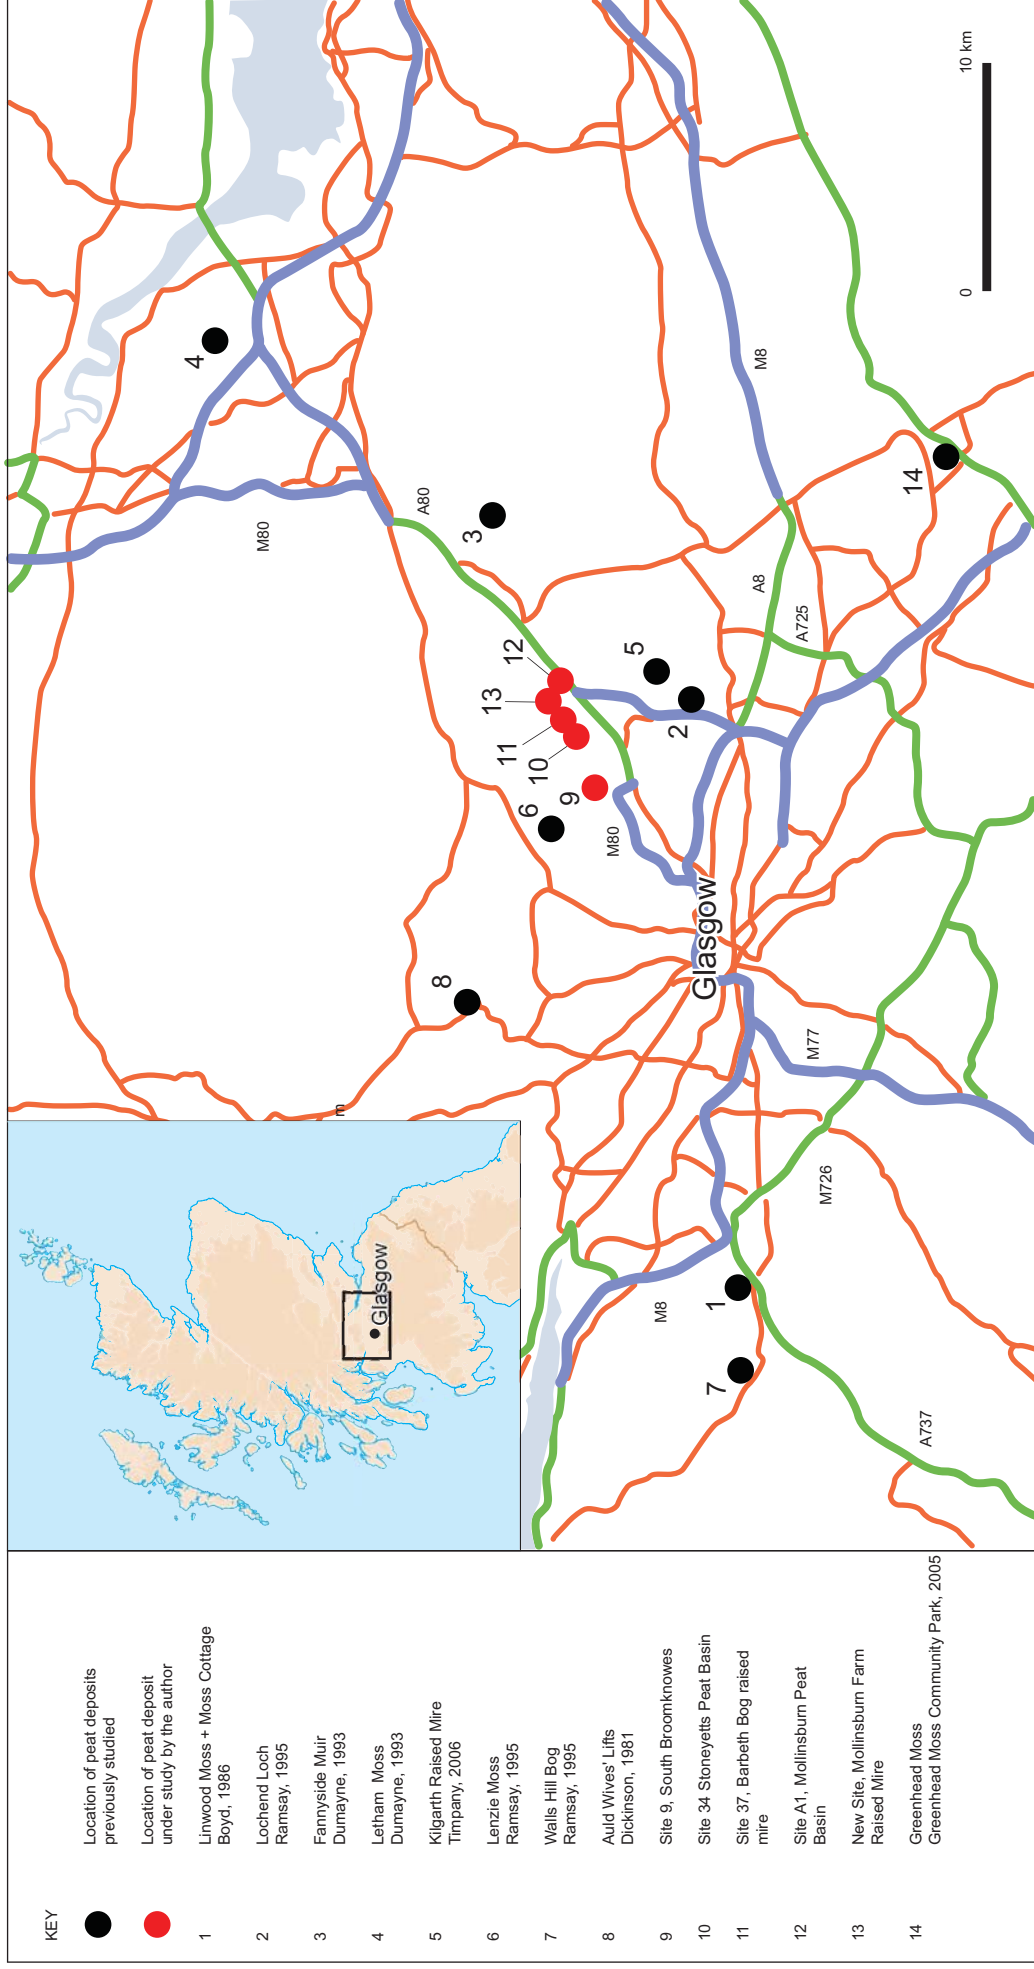 KEY
Location of peat deposits
previously studied
Location of peat deposit
under study by the author
1 Linwood Moss + Moss Cottage
Boyd, 1986
2 Lochend Loch
Ramsay, 1995
3 Fannyside Muir
Dumayne, 1993
4 Letham Moss
Dumayne, 1993
5 Kilgarth Raised Mire
Timpany, 2006
6 Lenzie Moss
Ramsay, 1995
7 Walls Hill Bog
Ramsay, 1995
8 Auld Wives' Lifts
Dickinson, 1981
9 Site 9, South Broomknowes
10 Site 34 Stoneyetts Peat Basin
11 Site 37, Barbeth Bog raised
mire
12 Site A1, Mollinsburn Peat
Basin
13 New Site, Mollinsburn Farm
Raised Mire
14 Greenhead Moss
Greenhead Moss Community Park, 2005
Glasgow
m
4
M80
A80
3
12
13
11
10
5
2
6
9
M80
8
Glasgow
M8
A8
A725
14
M77
M726
M8
1
7
A737
0
10 km